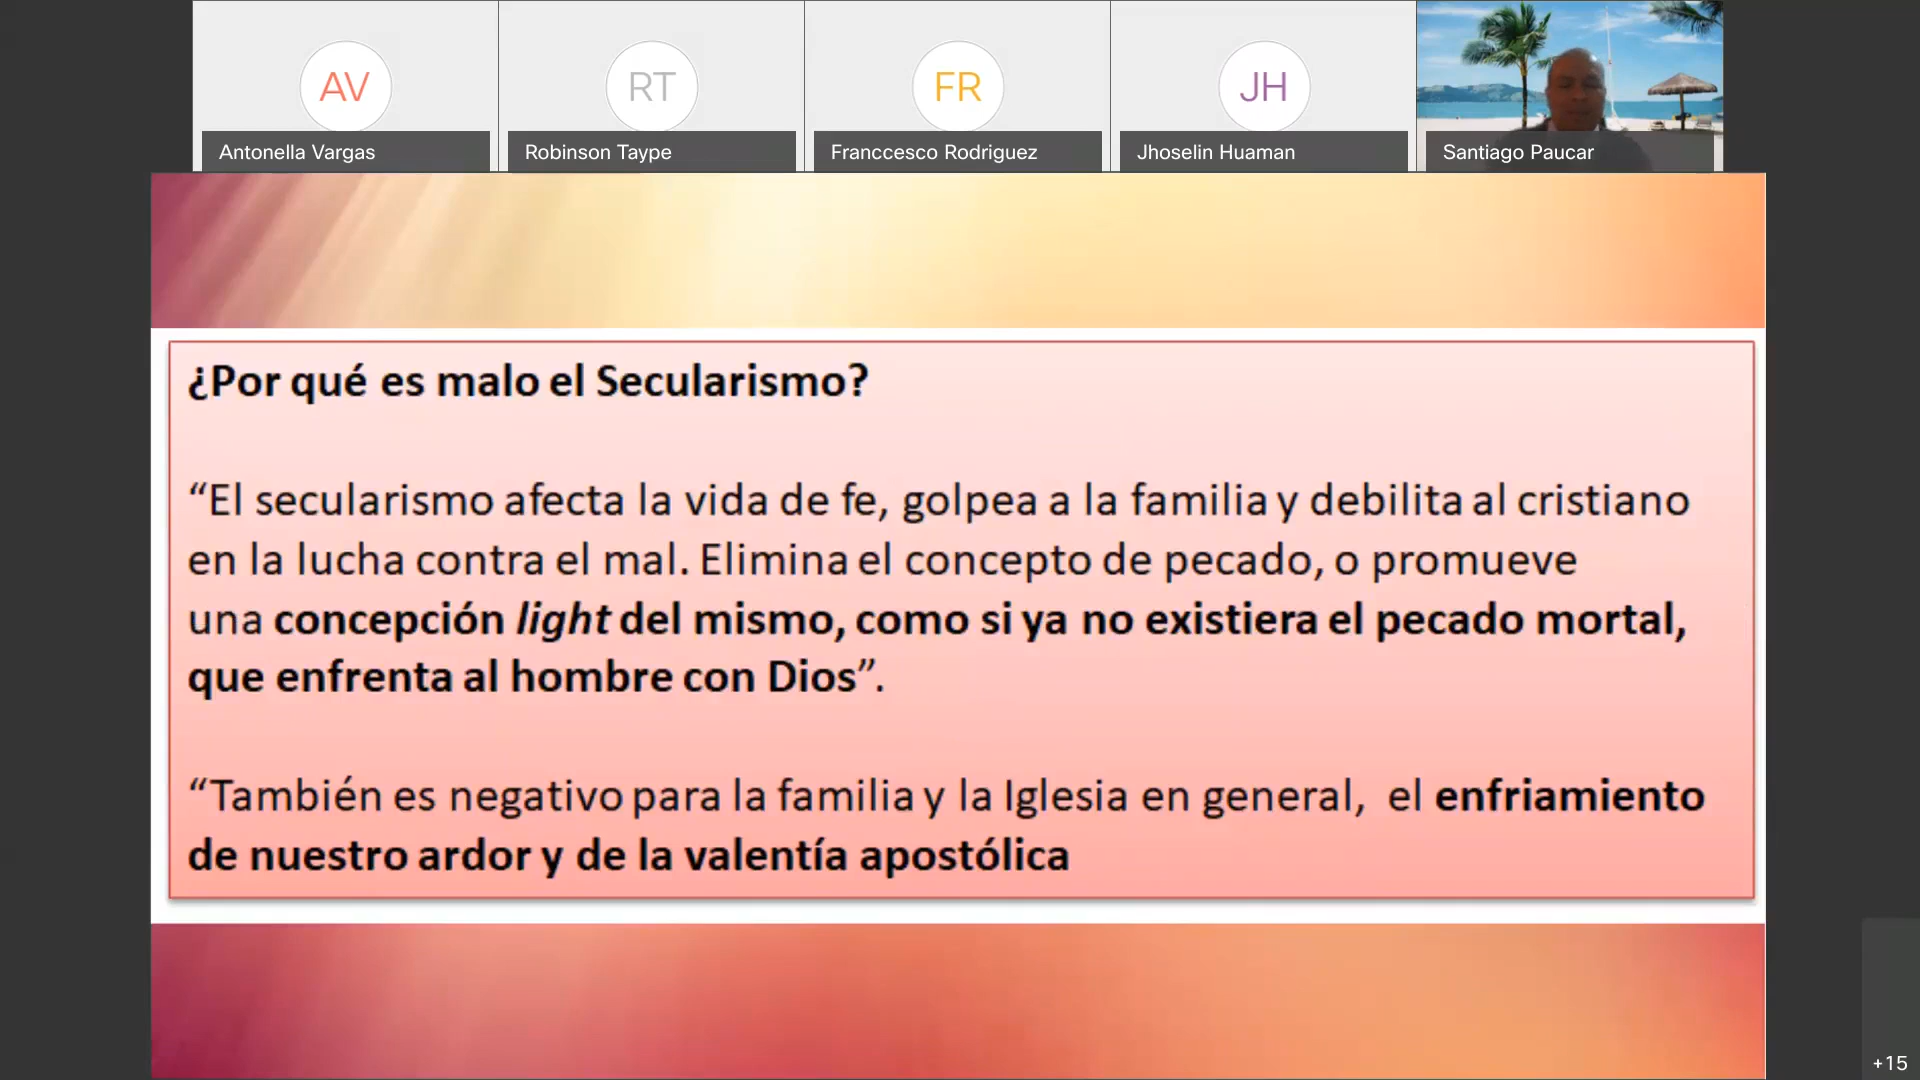 AV
RT
FR
JH
Antonella Vargas
Robinson Taype
Franccesco Rodriguez
Jhoselin Huaman
Santiago Paucar
¿Por qué es malo el Secularismo?
“El secularismo afecta la vida de fe, golpea a la familia y debilita al cristiano
en la lucha contra el mal. Elimina el concepto de pecado, o promueve
una concepción light del mismo, como si ya no existiera el pecado mortal,
que enfrenta al hombre con Dios”.
“También es negativo para la familia y la Iglesia en general, el enfriamiento
de nuestro ardor y de la valentía apostólica
+15